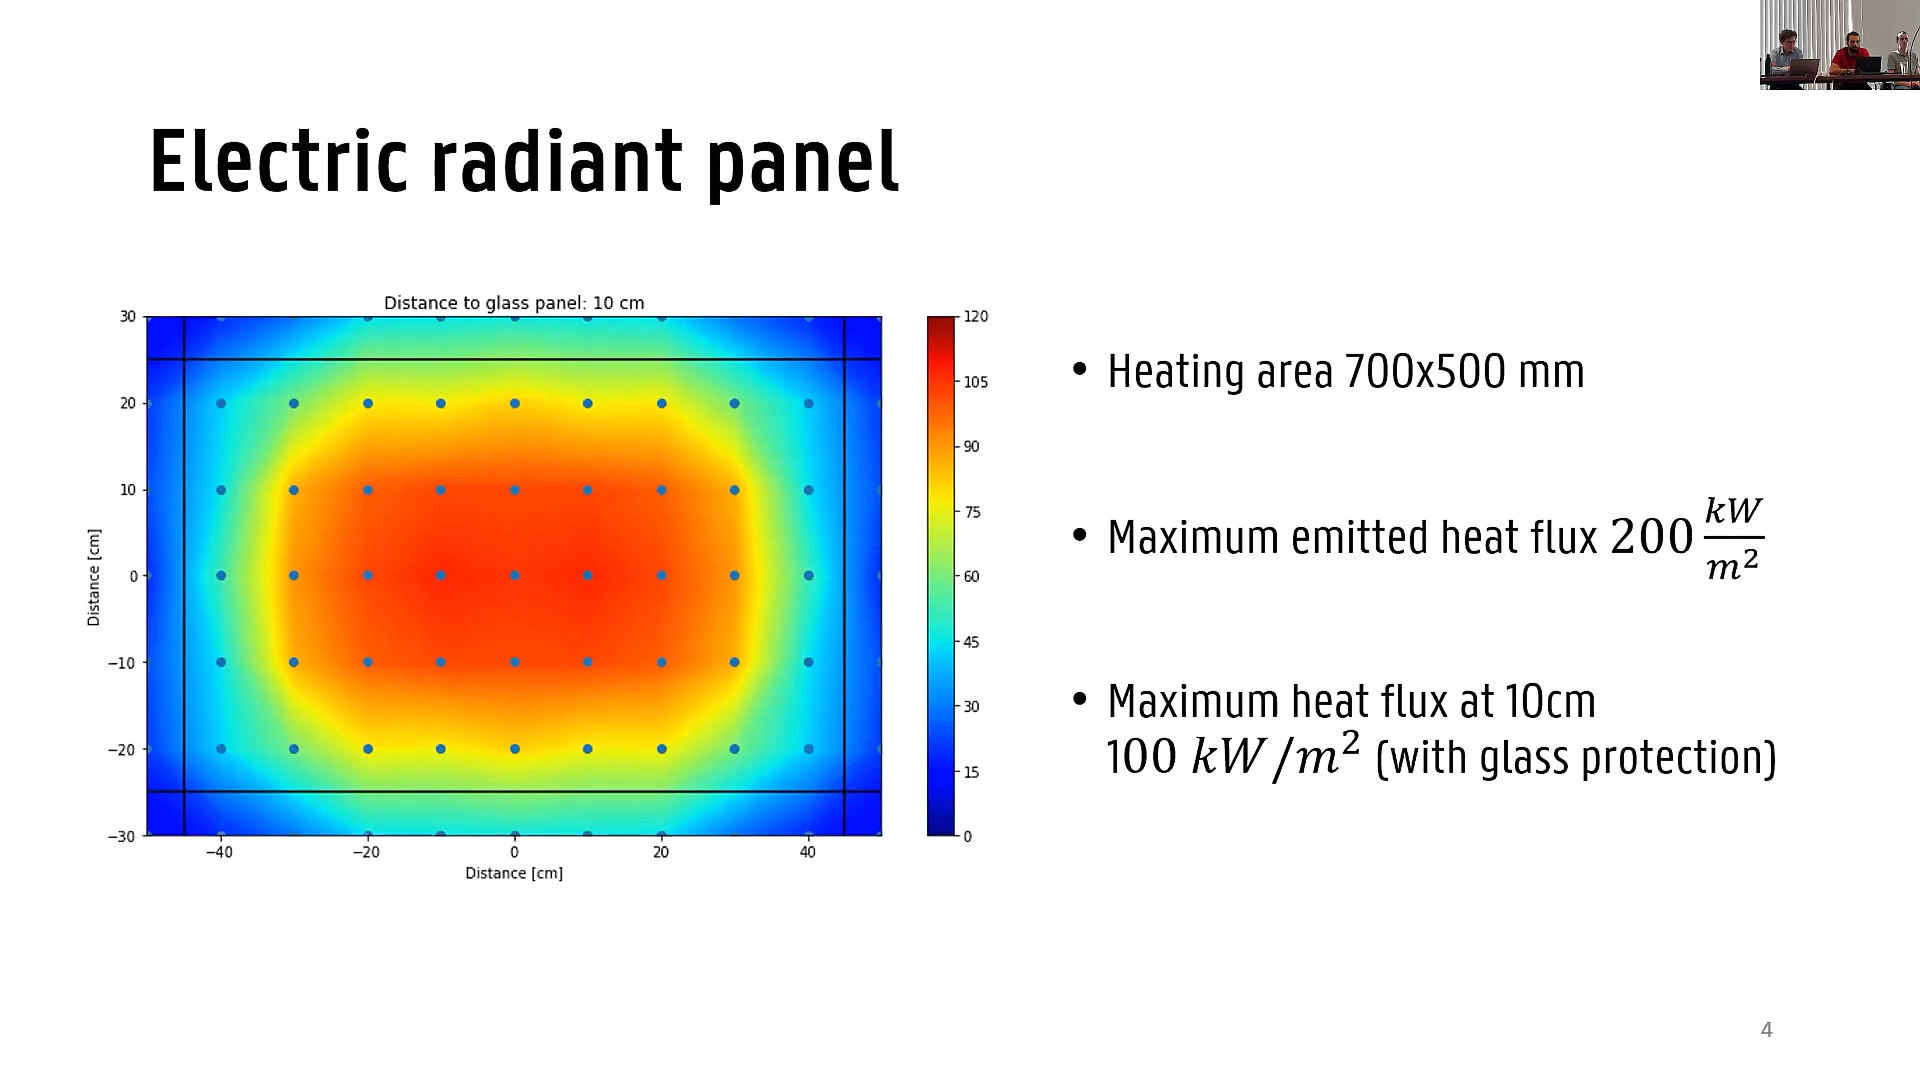 Electric radiant panel
Distance to glass panel: 10 cm
30
20
10
0
−10
−20
−30
Distance [cm]
−40
−20
0
20
40
Distance [cm]
120
105
90
75
60
45
30
15
0
• Heating area 700x500 mm
• Maximum emitted heat flux 200 kW/m²
• Maximum heat flux at 10cm
100 kW/m² (with glass protection)
4